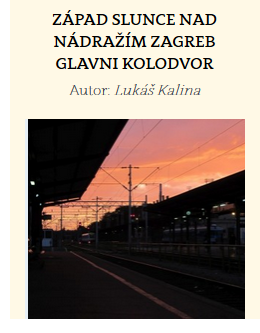 ZÁPAD SLUNCE NAD
NÁDRAŽÍM ZAGREB
GLAVNI KOLODVOR
Autor: Lukáš Kalina